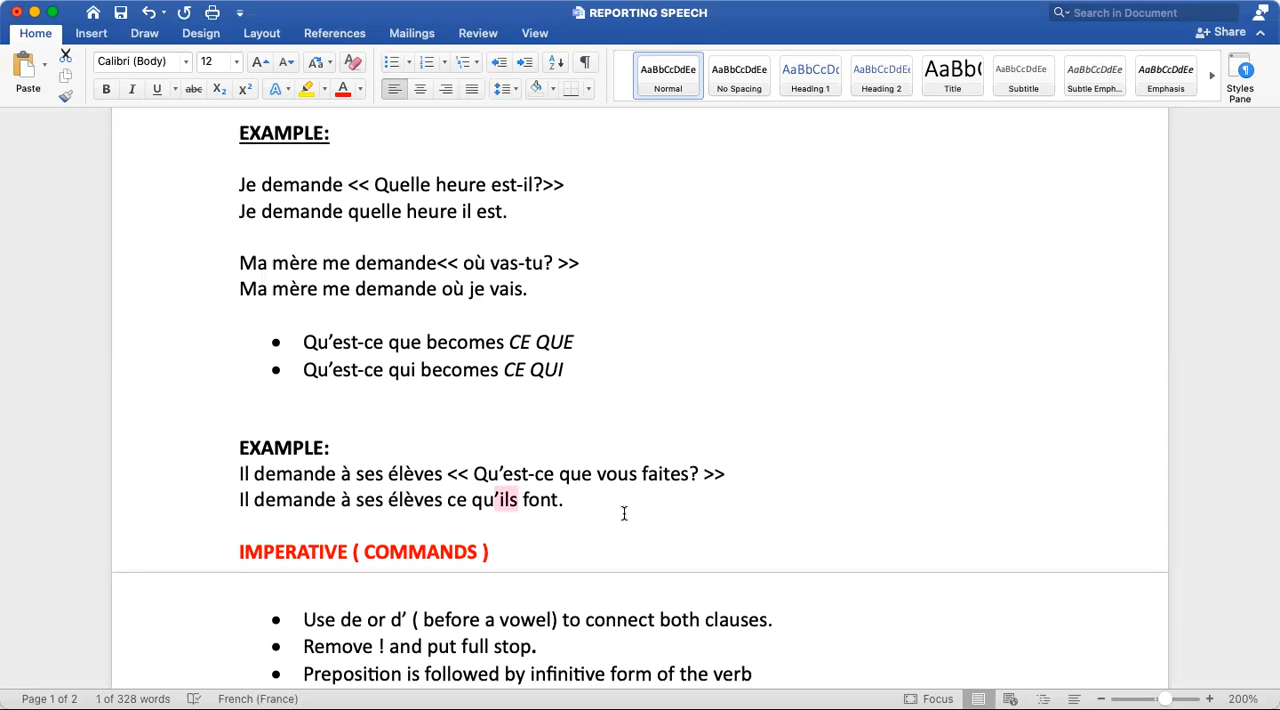 REPORTING SPEECH
Search in Document
Home Insert Draw Design Layout References Mailings Review View
Share
Paste
Calibri (Body) 12
AaBbCcDdEe AaBbCcDdEe AaBbCcDc AaBbCcDdEe AaBbC AaBbCcDdEe AaBbCcDdEe AaBbCcDdEe
Normal No Spacing Heading 1 Heading 2 Title Subtitle Subtle Emph... Emphasis
Styles
Pane
EXAMPLE:
Je demande << Quelle heure est-il?>>
Je demande quelle heure il est.
Ma mère me demande<< où vas-tu? >>
Ma mère me demande où je vais.
• Qu’est-ce que becomes CE QUE
• Qu’est-ce qui becomes CE QUI
EXAMPLE:
Il demande à ses élèves << Qu’est-ce que vous faites? >>
Il demande à ses élèves ce qu’ils font.
IMPERATIVE ( COMMANDS )
• Use de or d’ ( before a vowel) to connect both clauses.
• Remove ! and put full stop.
• Preposition is followed by infinitive form of the verb
Page 1 of 2 1 of 328 words French (France) Focus 200%